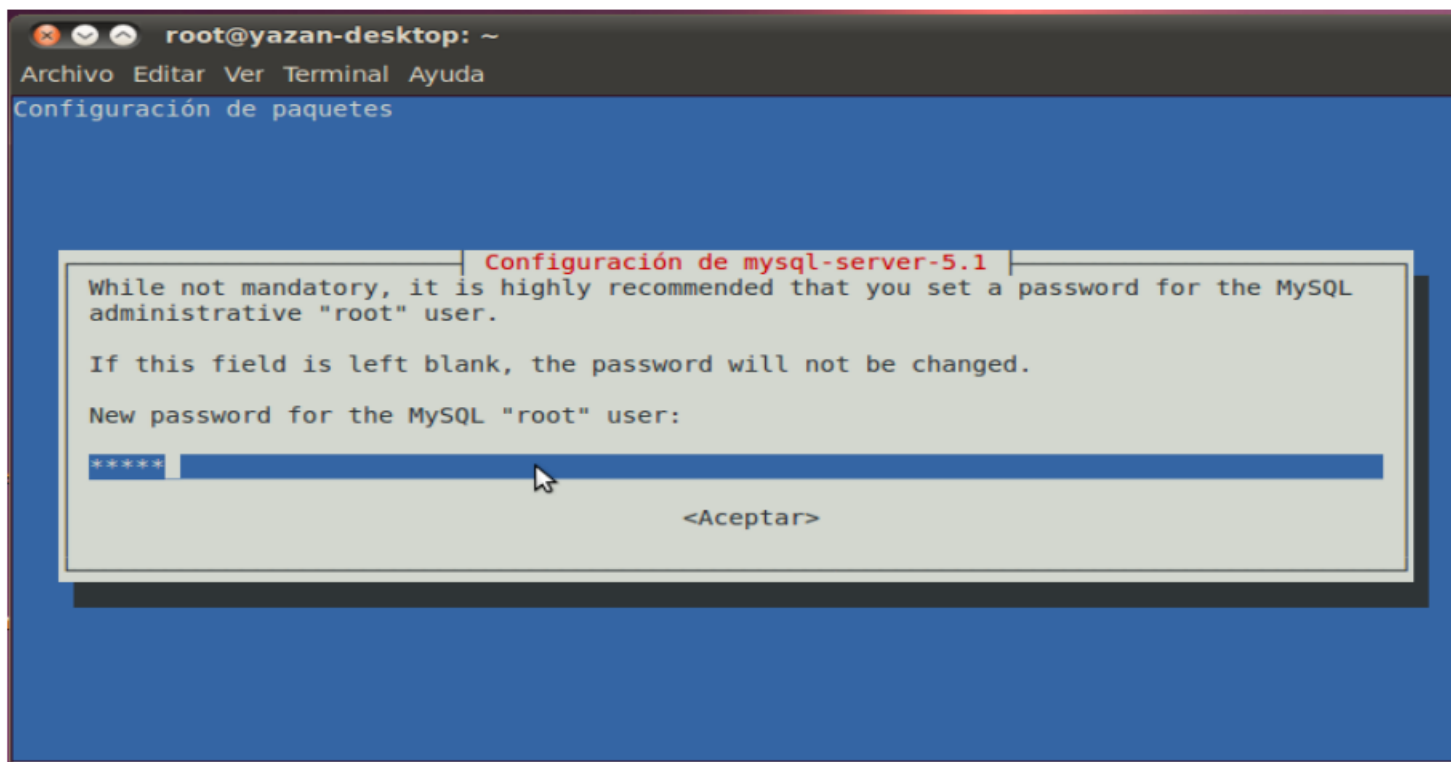 root@yazan-desktop: ~
Archivo Editar Ver Terminal Ayuda
Configuración de paquetes
Configuración de mysql-server-5.1
While not mandatory, it is highly recommended that you set a password for the MySQL
administrative "root" user.
If this field is left blank, the password will not be changed.
New password for the MySQL "root" user:
*****
<Aceptar>